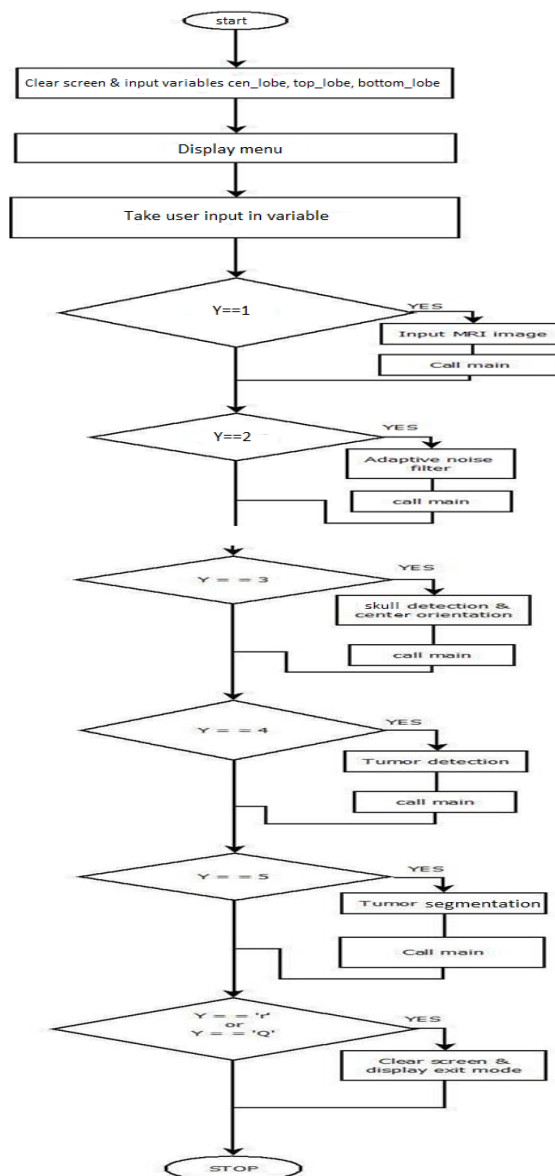 start
Clear screen & input variables cen_lobe, top_lobe, bottom_lobe
Display menu
Take user input in variable
Y==1
YES
Input MRI image
Call main
Y==2
YES
Adaptive noise
filter
call main
Y = = 3
YES
skull detection &
center orientation
call main
Y = = 4
YES
Tumor detection
call main
Y = = 5
YES
Tumor segmentation
Call main
Y = = 'r'
or
Y = = 'Q'
YES
Clear screen &
display exit mode
STOP